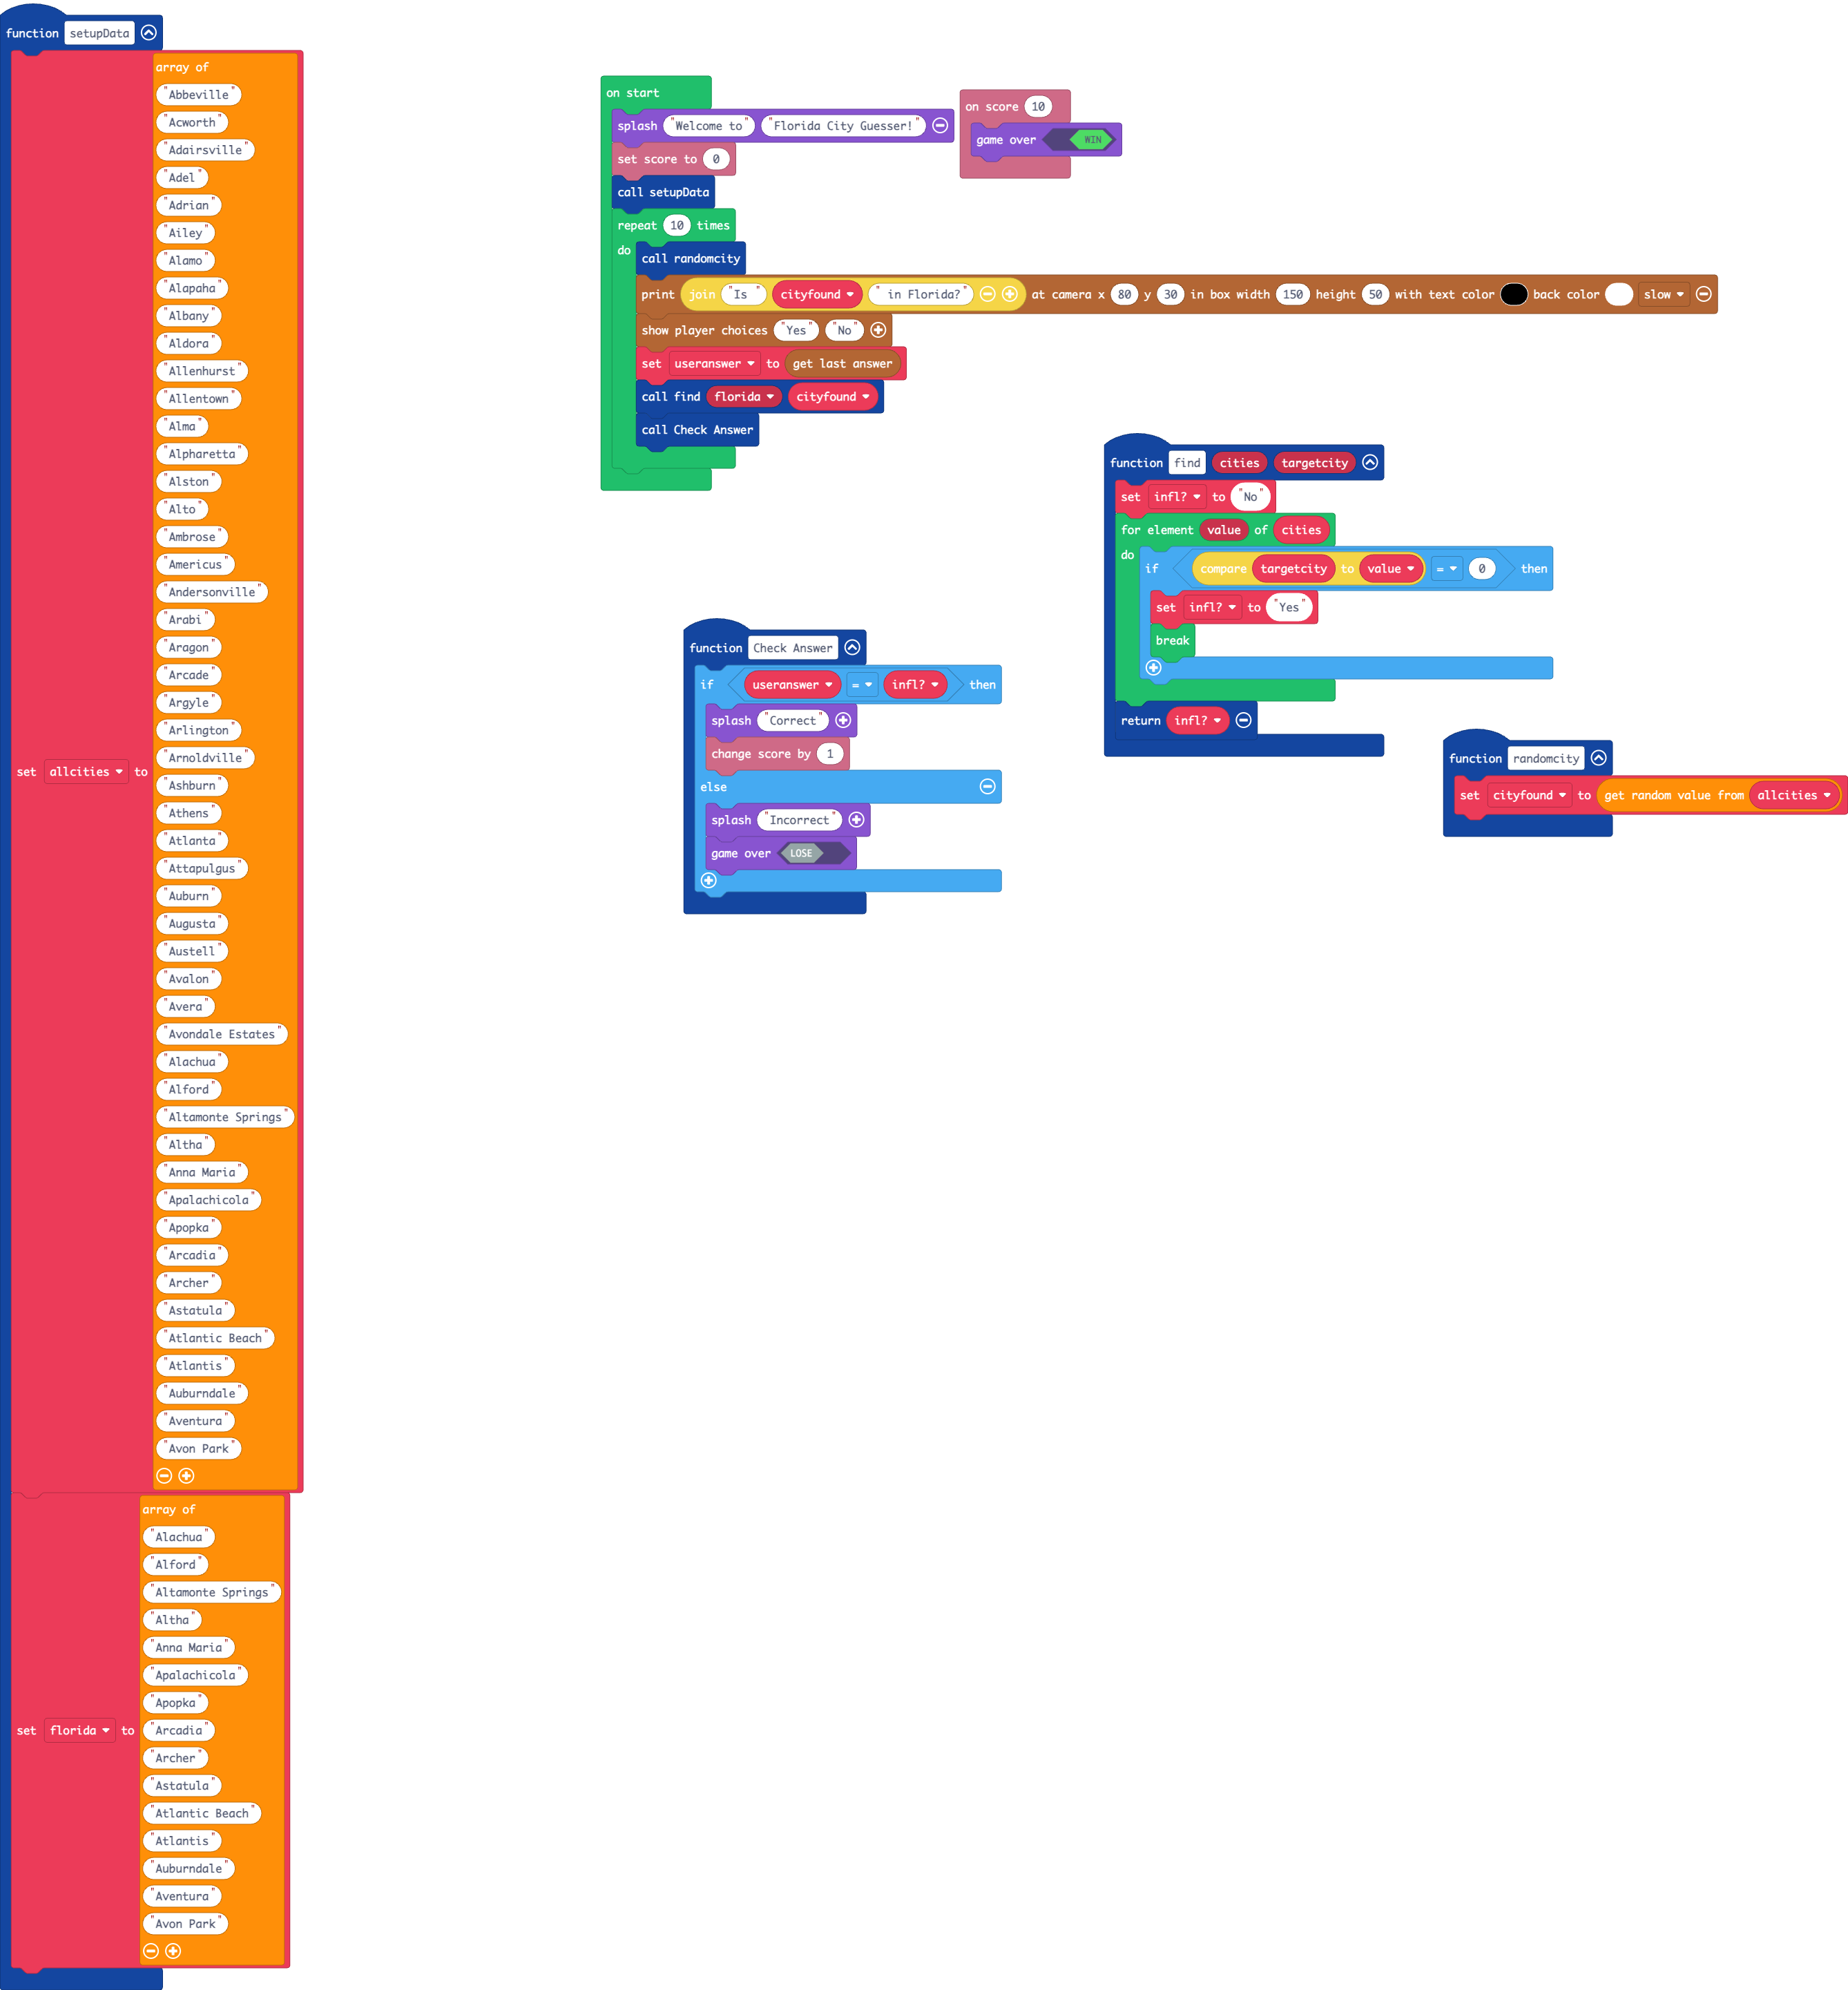 function setupData
array of
"Abbeville"
"Acworth"
"Adairsville"
"Adel"
"Adrian"
"Ailey"
"Alamo"
"Alapaha"
"Albany"
"Aldora"
"Allenhurst"
"Allentown"
"Alma"
"Alpharetta"
"Alston"
"Alto"
"Ambrose"
"Americus"
"Andersonville"
"Arabi"
"Aragon"
"Arcade"
"Argyle"
"Arlington"
"Arnoldville"
set allcities to
"Ashburn"
"Athens"
"Atlanta"
"Attapulgus"
"Auburn"
"Augusta"
"Austell"
"Avalon"
"Avera"
"Avondale Estates"
"Alachua"
"Alford"
"Altamonte Springs"
"Altha"
"Anna Maria"
"Apalachicola"
"Apopka"
"Arcadia"
"Archer"
"Astatula"
"Atlantic Beach"
"Atlantis"
"Auburndale"
"Aventura"
"Avon Park"
array of
"Alachua"
"Alford"
"Altamonte Springs"
"Altha"
"Anna Maria"
"Apalachicola"
"Apopka"
set florida to "Arcadia"
"Archer"
"Astatula"
"Atlantic Beach"
"Atlantis"
"Auburndale"
"Aventura"
"Avon Park"
on start
splash "Welcome to" "Florida City Guesser!"
set score to 0
call setupData
repeat 10 times
do
call randomcity
print join "Is " cityfound " in Florida?" at camera x 80 y 30 in box width 150 height 50 with text color back color slow
show player choices "Yes" "No"
set useranswer to get last answer
call find florida cityfound
call Check Answer
on score 10
game over WIN
function find cities targetcity
set infl? to "No"
for element value of cities
do
if compare targetcity to value = 0 then
set infl? to "Yes"
break
return infl?
function Check Answer
if useranswer = infl? then
splash "Correct"
change score by 1
else
splash "Incorrect"
game over LOSE
function randomcity
set cityfound to get random value from allcities